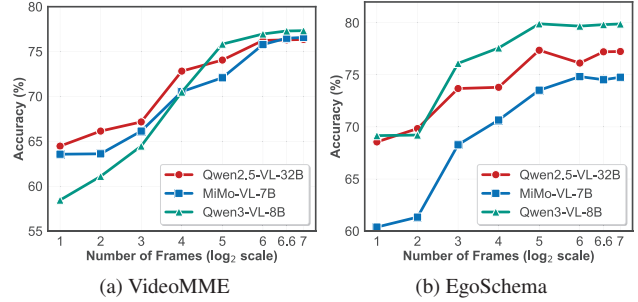 80
75
70
65
60
55
Accuracy (%)
1 2 3 4 5 6 6.6 7
Number of Frames (log₂ scale)
Qwen2.5-VL-32B
MiMo-VL-7B
Qwen3-VL-8B
(a) VideoMME
80
75
70
65
60
Accuracy (%)
1 2 3 4 5 6 6.6 7
Number of Frames (log₂ scale)
Qwen2.5-VL-32B
MiMo-VL-7B
Qwen3-VL-8B
(b) EgoSchema